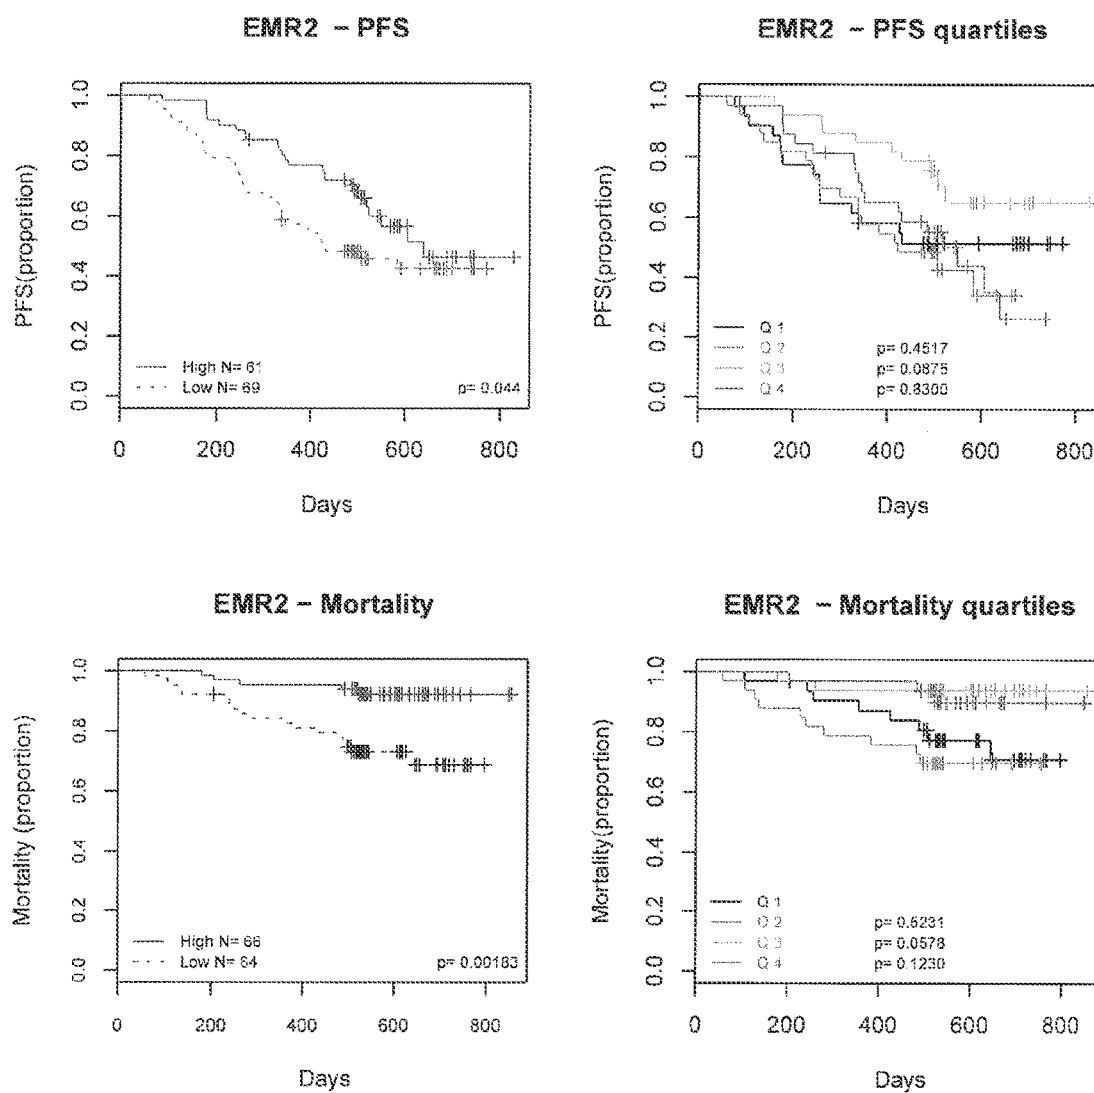 EMR2 – PFS
1.0
0.8
0.6
0.4
0.2
0.0
PFS(proportion)
High N= 61
Low N= 69
p= 0.044
0 200 400 600 800
Days
EMR2 – PFS quartiles
1.0
0.8
0.6
0.4
0.2
0.0
PFS(proportion)
Q 1
Q 2 p= 0.4517
Q 3 p= 0.0875
Q 4 p= 0.8300
0 200 400 600 800
Days
EMR2 – Mortality
1.0
0.8
0.6
0.4
0.2
0.0
Mortality (proportion)
High N= 66
Low N= 64
p= 0.00183
0 200 400 600 800
Days
EMR2 – Mortality quartiles
1.0
0.8
0.6
0.4
0.2
0.0
Mortality(proportion)
Q 1
Q 2 p= 0.5231
Q 3 p= 0.0578
Q 4 p= 0.1230
0 200 400 600 800
Days